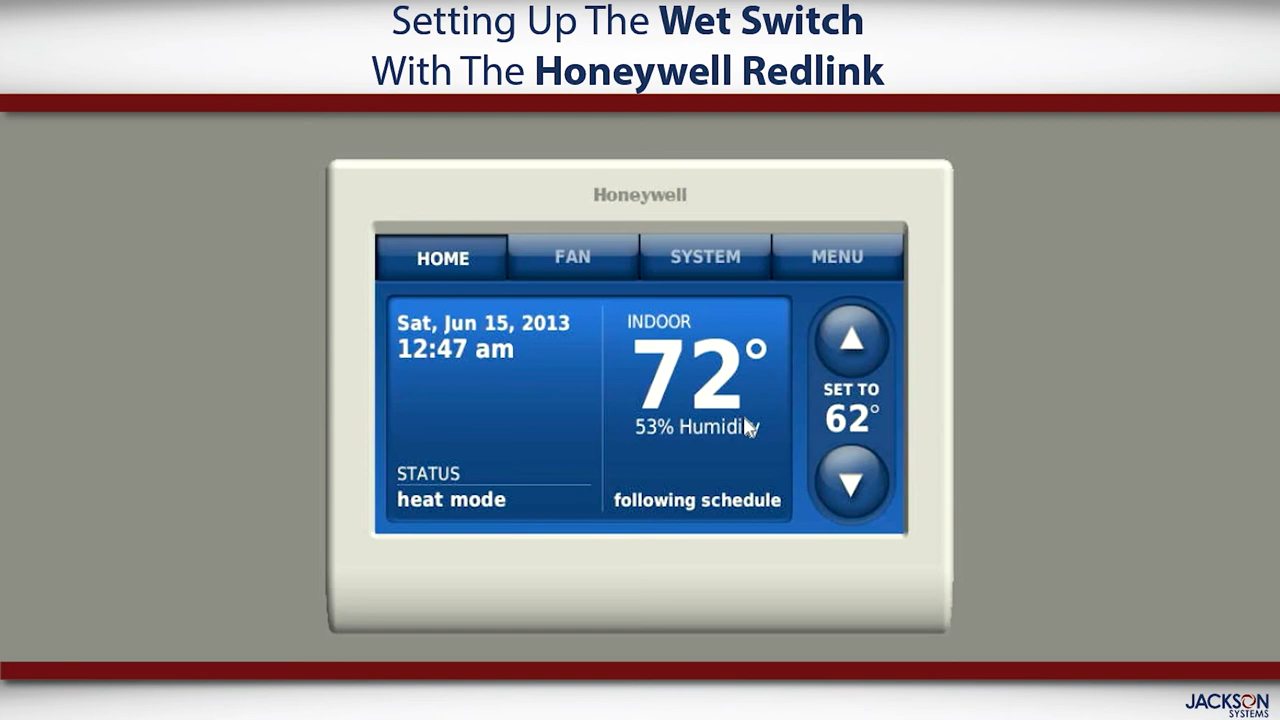 Setting Up The Wet Switch
With The Honeywell Redlink
Honeywell
HOME FAN SYSTEM MENU
Sat, Jun 15, 2013
12:47 am
STATUS
heat mode
INDOOR
72°
53% Humidity
following schedule
SET TO
62°
JACKSON
SYSTEMS